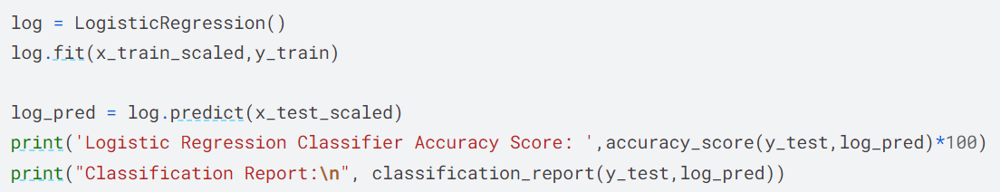 log = LogisticRegression()
log.fit(x_train_scaled,y_train)
log_pred = log.predict(x_test_scaled)
print('Logistic Regression Classifier Accuracy Score: ',accuracy_score(y_test,log_pred)*100)
print("Classification Report:\n", classification_report(y_test,log_pred))